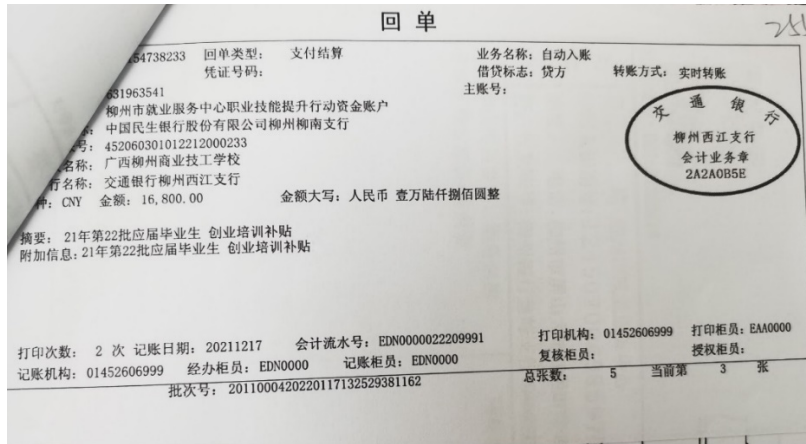 回单
255
54738233 回单类型： 支付结算 业务名称：自动入账
凭证号码： 借贷标志：贷方 转账方式：实时转账
631963541 主账号：
柳州市就业服务中心职业技能提升行动资金账户
中国民生银行股份有限公司柳州柳南支行
号：452060301012212000233
名称：广西柳州商业技工学校
行名称：交通银行柳州西江支行
种：CNY 金额：16,800.00 金额大写：人民币 壹万陆仟捌佰圆整
交通银行
柳州西江支行
会计业务章
2A2A0B5E
摘要：21年第22批应届毕业生 创业培训补贴
附加信息：21年第22批应届毕业生 创业培训补贴
打印次数： 2 次 记账日期：20211217 会计流水号：EDN0000022209991 打印机构：01452606999 打印柜员：EAA0000
记账机构：01452606999 经办柜员：EDN0000 记账柜员：EDN0000 复核柜员： 授权柜员：
批次号：2011000420220117132529381162 总张数： 5 当前第 3 张